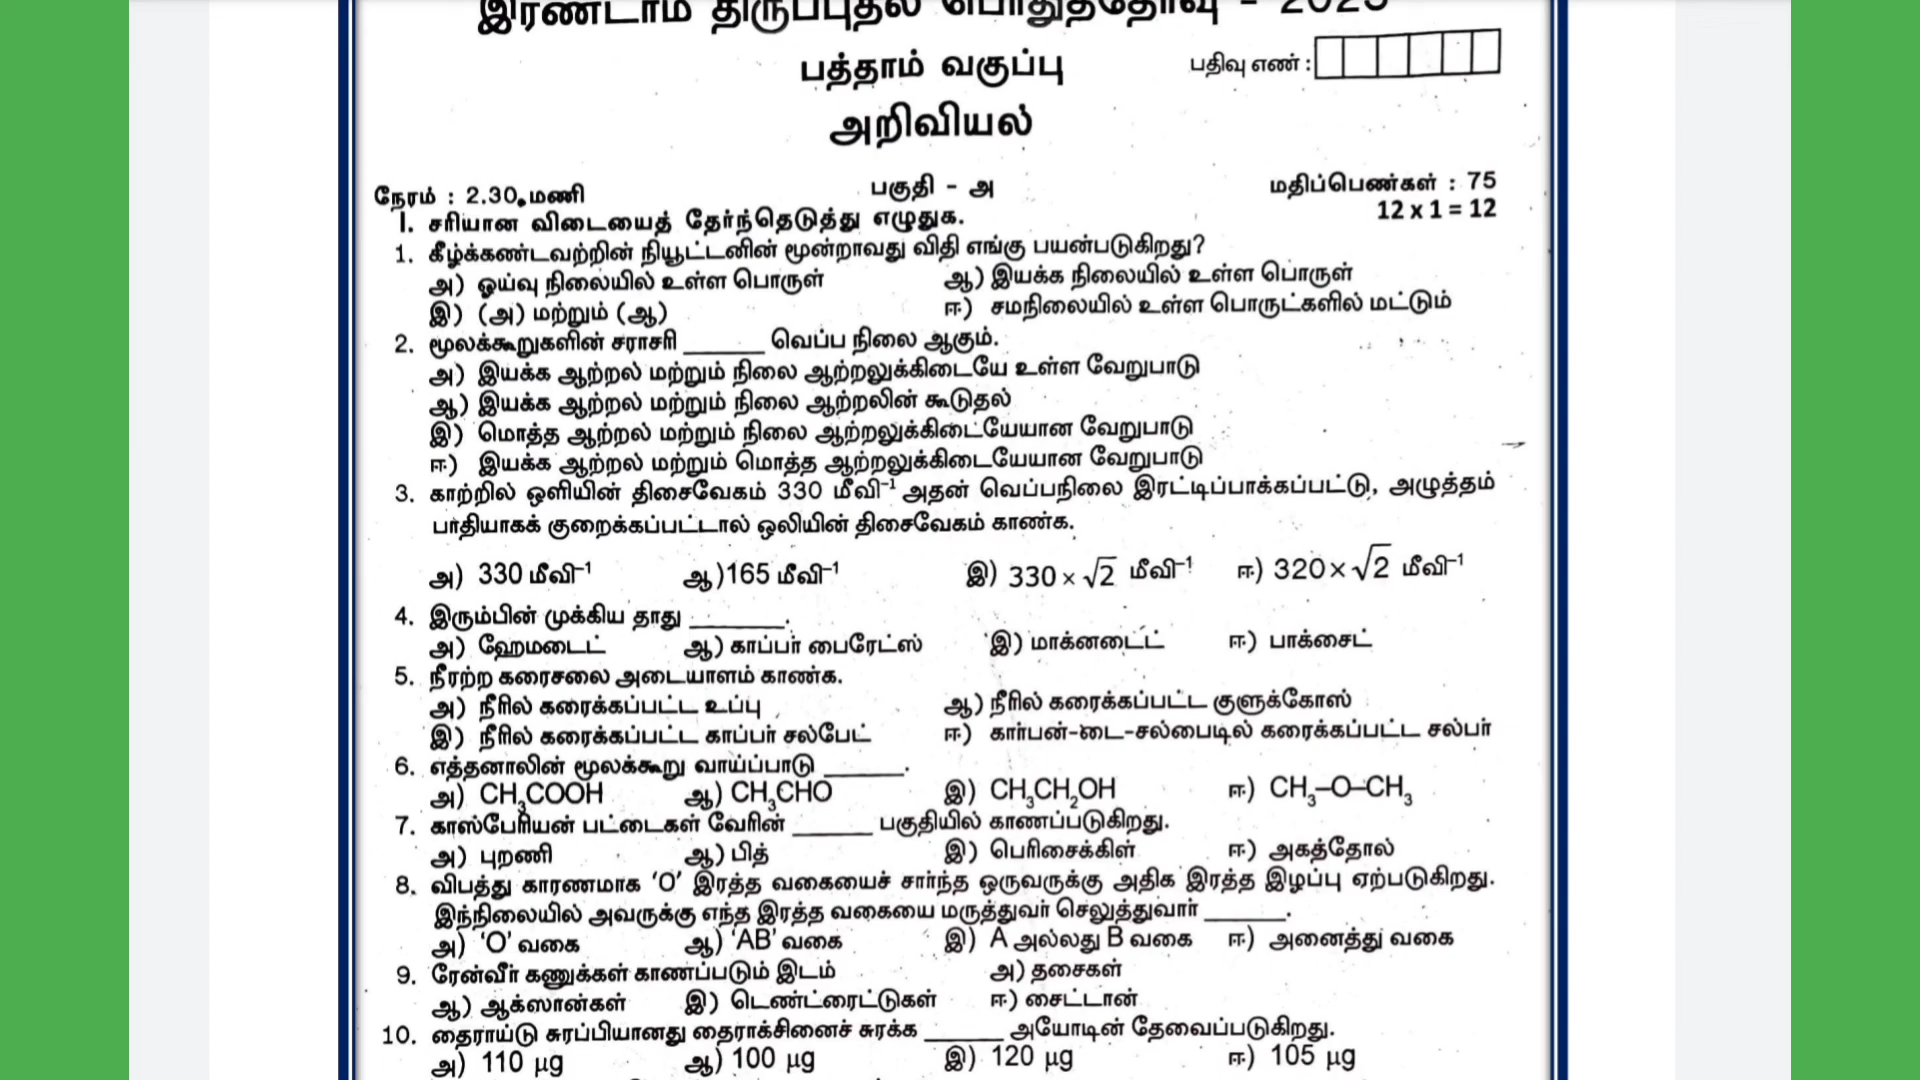 இரண்டாம் திருப்புதல் பொதுத்தேர்வு - 2025
பத்தாம் வகுப்பு
பதிவு எண் :
அறிவியல்
நேரம் : 2.30 மணி பகுதி - அ மதிப்பெண்கள் : 75
I. சரியான விடையைத் தேர்ந்தெடுத்து எழுதுக. 12 x 1 = 12
1. கீழ்க்கண்டவற்றின் நியூட்டனின் மூன்றாவது விதி எங்கு பயன்படுகிறது?
அ) ஓய்வு நிலையில் உள்ள பொருள் ஆ) இயக்க நிலையில் உள்ள பொருள்
இ) (அ) மற்றும் (ஆ) ஈ) சமநிலையில் உள்ள பொருட்களில் மட்டும்
2. மூலக்கூறுகளின் சராசரி ______ வெப்ப நிலை ஆகும்.
அ) இயக்க ஆற்றல் மற்றும் நிலை ஆற்றலுக்கிடையே உள்ள வேறுபாடு
ஆ) இயக்க ஆற்றல் மற்றும் நிலை ஆற்றலின் கூடுதல்
இ) மொத்த ஆற்றல் மற்றும் நிலை ஆற்றலுக்கிடையேயான வேறுபாடு
ஈ) இயக்க ஆற்றல் மற்றும் மொத்த ஆற்றலுக்கிடையேயான வேறுபாடு
3. காற்றில் ஒளியின் திசைவேகம் 330 மீவி⁻¹ அதன் வெப்பநிலை இரட்டிப்பாக்கப்பட்டு, அழுத்தம்
பாதியாகக் குறைக்கப்பட்டால் ஒலியின் திசைவேகம் காண்க.
அ) 330 மீவி⁻¹ ஆ) 165 மீவி⁻¹ இ) 330 × √2 மீவி⁻¹ ஈ) 320 × √2 மீவி⁻¹
4. இரும்பின் முக்கிய தாது _______.
அ) ஹேமடைட் ஆ) காப்பர் பைரேட்ஸ் இ) மாக்னடைட் ஈ) பாக்சைட்
5. நீரற்ற கரைசலை அடையாளம் காண்க.
அ) நீரில் கரைக்கப்பட்ட உப்பு ஆ) நீரில் கரைக்கப்பட்ட குளுக்கோஸ்
இ) நீரில் கரைக்கப்பட்ட காப்பர் சல்பேட் ஈ) கார்பன்-டை-சல்பைடில் கரைக்கப்பட்ட சல்பர்
6. எத்தனாலின் மூலக்கூறு வாய்ப்பாடு ______.
அ) CH₃COOH ஆ) CH₃CHO இ) CH₃CH₂OH ஈ) CH₃–O–CH₃
7. காஸ்பேரியன் பட்டைகள் வேரின் ______ பகுதியில் காணப்படுகிறது.
அ) புறணி ஆ) பித் இ) பெரிசைக்கிள் ஈ) அகத்தோல்
8. விபத்து காரணமாக 'O' இரத்த வகையைச் சார்ந்த ஒருவருக்கு அதிக இரத்த இழப்பு ஏற்படுகிறது.
இந்நிலையில் அவருக்கு எந்த இரத்த வகையை மருத்துவர் செலுத்துவார் ______.
அ) 'O' வகை ஆ) 'AB' வகை இ) A அல்லது B வகை ஈ) அனைத்து வகை
9. ரேன்வீர் கணுக்கள் காணப்படும் இடம் அ) தசைகள்
ஆ) ஆக்ஸான்கள் இ) டெண்ட்ரைட்டுகள் ஈ) சைட்டான்
10. தைராய்டு சுரப்பியானது தைராக்சினைச் சுரக்க ______ அயோடின் தேவைப்படுகிறது.
அ) 110 µg ஆ) 100 µg இ) 120 µg ஈ) 105 µg